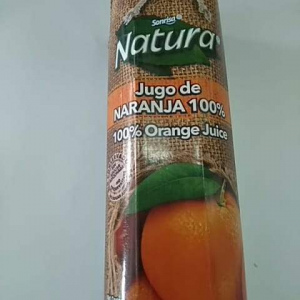 Sonrisa
Natura
Jugo de
NARANJA 100%
100% Orange Juice